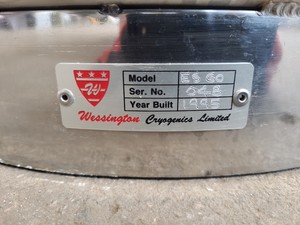 W
Model ES 60
Ser. No. 048
Year Built 1995
Wessington Cryogenics Limited